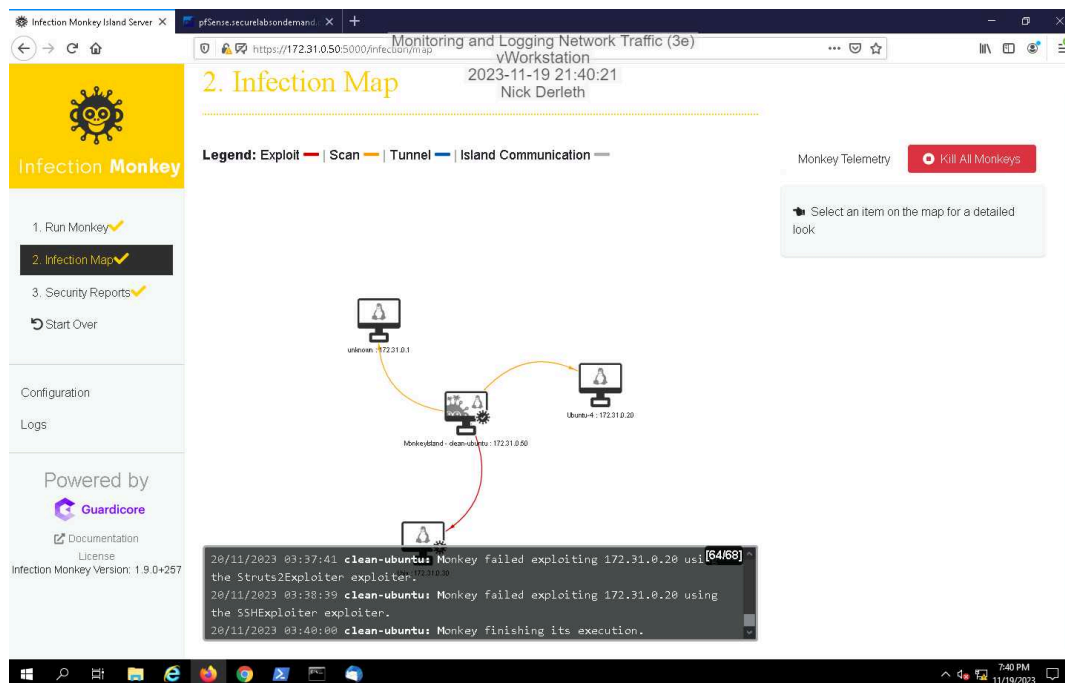 Infection Monkey Island Server
pfSense.securelabsondemand.
https://172.31.0.50:5000/infection/map
Monitoring and Logging Network Traffic (3e)
vWorkstation
2023-11-19 21:40:21
Nick Derleth
Infection Monkey
1. Run Monkey
2. Infection Map
3. Security Reports
Start Over
Configuration
Logs
Powered by
Guardicore
Documentation
License
Infection Monkey Version: 1.9.0+257
2. Infection Map
Legend: Exploit | Scan | Tunnel | Island Communication
unknown : 172.31.0.1
Ubuntu-4 : 172.31.0.20
MonkeyIsland - clean-ubuntu : 172.31.0.50
[64/68]
20/11/2023 03:37:41 clean-ubuntu: Monkey failed exploiting 172.31.0.20 usi
the Struts2Exploiter exploiter.
20/11/2023 03:38:39 clean-ubuntu: Monkey failed exploiting 172.31.0.20 using
the SSHExploiter exploiter.
20/11/2023 03:40:00 clean-ubuntu: Monkey finishing its execution.
Monkey Telemetry
Kill All Monkeys
Select an item on the map for a detailed
look
7:40 PM
11/19/2023